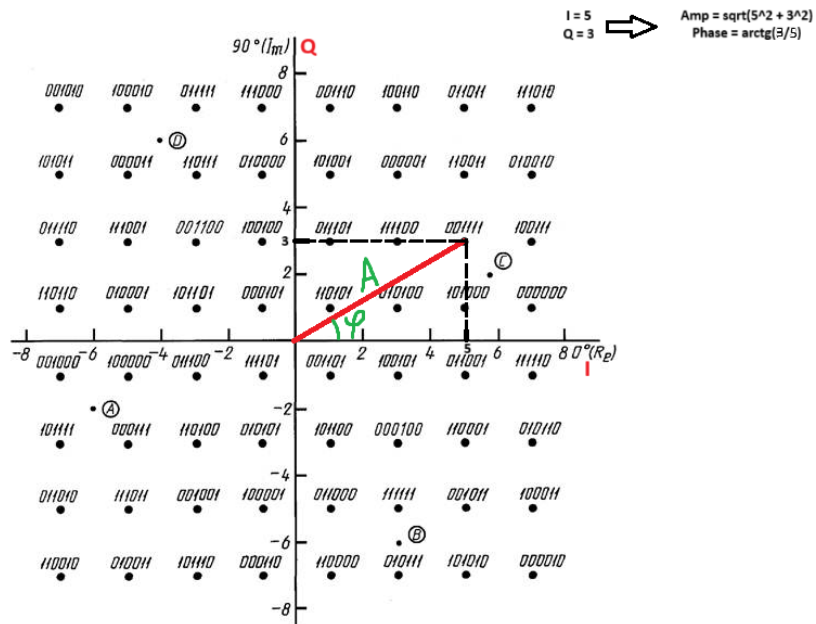 I = 5
Q = 3
Amp = sqrt(5^2 + 3^2)
Phase = arctg(3/5)
90°(Im) Q
8
001010 100010 011111 111000 001110 100110 011011 111010
6
D
101011 000011 110111 010000 101001 000001 110011 010010
4
011110 111001 001100 100100 011101 111100 001111 100111
3
C
2
A
110110 010001 101101 000101 110101 010100 101000 000000
φ
-8 -6 -4 -2 2 4 5 6 8 0°(Re)
I
001000 100000 011100 111101 001101 100101 011001 111110
-2
A
101111 000111 110100 010101 101100 000100 110001 010110
-4
011010 111011 001001 100001 011000 111111 001011 100011
-6
B
110010 010011 101110 000110 110000 010111 101010 000010
-8